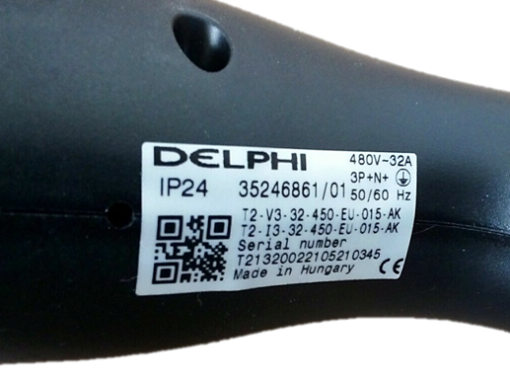 DELPHI 480V~32A
3P+N+
IP24 35246861/01 50/60 Hz
T2-V3-32-450-EU-015-AK
T2-I3-32-450-EU-015-AK
Serial number
T21320022105210345
Made in Hungary CE